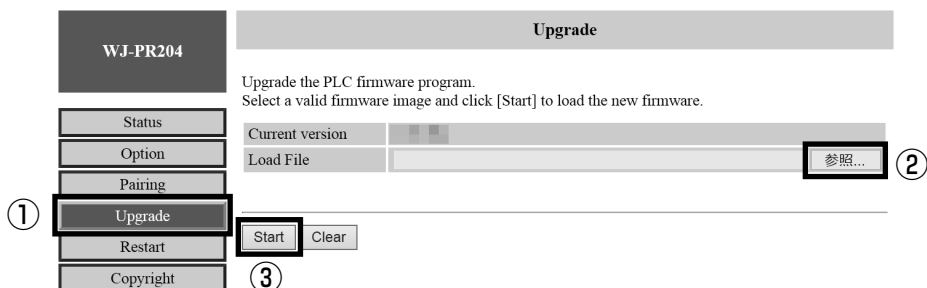 WJ-PR204
Upgrade
Upgrade the PLC firmware program.
Select a valid firmware image and click [Start] to load the new firmware.
Status
Option
Pairing
Upgrade
Restart
Copyright
Current version
Load File
参照...
Start
Clear
①
②
③